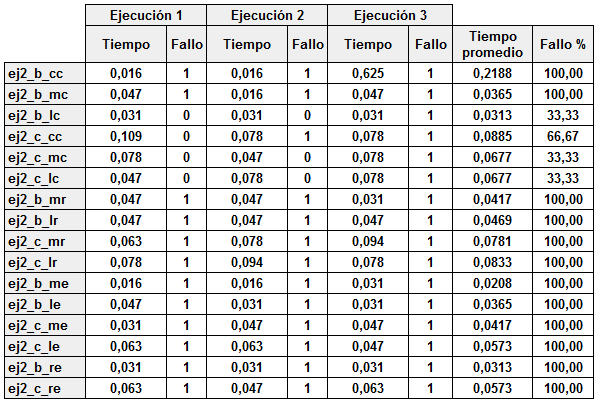 Ejecución 1 Ejecución 2 Ejecución 3
Tiempo Fallo Tiempo Fallo Tiempo Fallo Tiempo promedio Fallo %
ej2_b_cc 0,016 1 0,016 1 0,625 1 0,2188 100,00
ej2_b_mc 0,047 1 0,016 1 0,047 1 0,0365 100,00
ej2_b_lc 0,031 0 0,031 0 0,031 1 0,0313 33,33
ej2_c_cc 0,109 0 0,078 1 0,078 1 0,0885 66,67
ej2_c_mc 0,078 0 0,047 0 0,078 1 0,0677 33,33
ej2_c_lc 0,047 0 0,078 0 0,078 1 0,0677 33,33
ej2_b_mr 0,047 1 0,047 1 0,031 1 0,0417 100,00
ej2_b_lr 0,047 1 0,047 1 0,047 1 0,0469 100,00
ej2_c_mr 0,063 1 0,078 1 0,094 1 0,0781 100,00
ej2_c_lr 0,078 1 0,094 1 0,078 1 0,0833 100,00
ej2_b_me 0,016 1 0,016 1 0,031 1 0,0208 100,00
ej2_b_le 0,047 1 0,031 1 0,031 1 0,0365 100,00
ej2_c_me 0,031 1 0,047 1 0,047 1 0,0417 100,00
ej2_c_le 0,063 1 0,063 1 0,047 1 0,0573 100,00
ej2_b_re 0,031 1 0,031 1 0,031 1 0,0313 100,00
ej2_c_re 0,063 1 0,047 1 0,063 1 0,0573 100,00